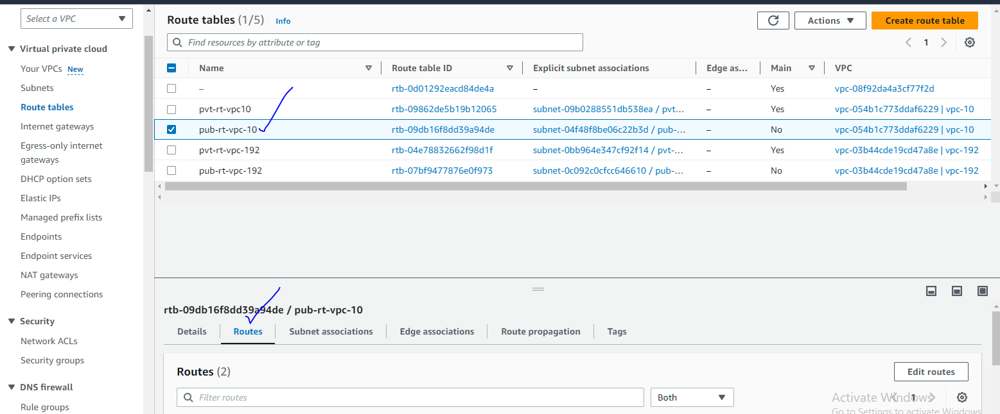 Select a VPC
Virtual private cloud
Your VPCs New
Subnets
Route tables
Internet gateways
Egress-only internet
gateways
DHCP option sets
Elastic IPs
Managed prefix lists
Endpoints
Endpoint services
NAT gateways
Peering connections
Security
Network ACLs
Security groups
DNS firewall
Rule groups
Route tables (1/5) Info
Actions
Create route table
Find resources by attribute or tag
1
Name Route table ID Explicit subnet associations Edge as... Main VPC
– rtb-0d01292eacd84de4a – – Yes vpc-08f92da4a3cf77f2d
pvt-rt-vpc10 rtb-09862de5b19b12065 subnet-09b0288551db538ea / pvt... – Yes vpc-054b1c773ddaf6229 | vpc-10
pub-rt-vpc-10 rtb-09db16f8dd39a94de subnet-04f48f8be06c22b3d / pub-... – No vpc-054b1c773ddaf6229 | vpc-10
pvt-rt-vpc-192 rtb-04e78832662f98d1f subnet-0bb964e347cf92f14 / pvt-... – Yes vpc-03b44cde19cd47a8e | vpc-192
pub-rt-vpc-192 rtb-07bf9477876e0f973 subnet-0c092c0cfcc646610 / pub-... – No vpc-03b44cde19cd47a8e | vpc-192
rtb-09db16f8dd39a94de / pub-rt-vpc-10
Details Routes Subnet associations Edge associations Route propagation Tags
Routes (2)
Edit routes
Filter routes
Both
1
Activate Windows
Go to Settings to activate Windows